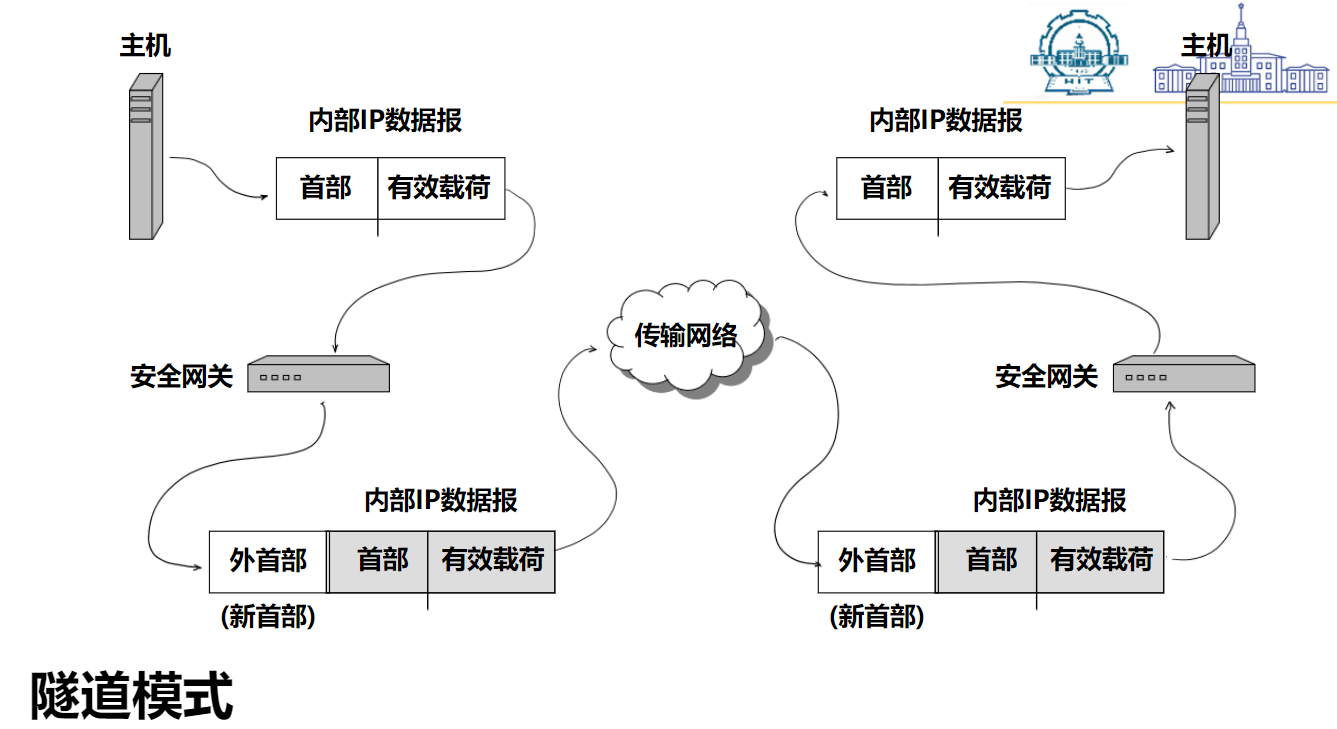 主机
主机
HIT
内部IP数据报
内部IP数据报
首部
有效载荷
首部
有效载荷
传输网络
安全网关
安全网关
内部IP数据报
内部IP数据报
外首部
首部
有效载荷
外首部
首部
有效载荷
(新首部)
(新首部)
隧道模式